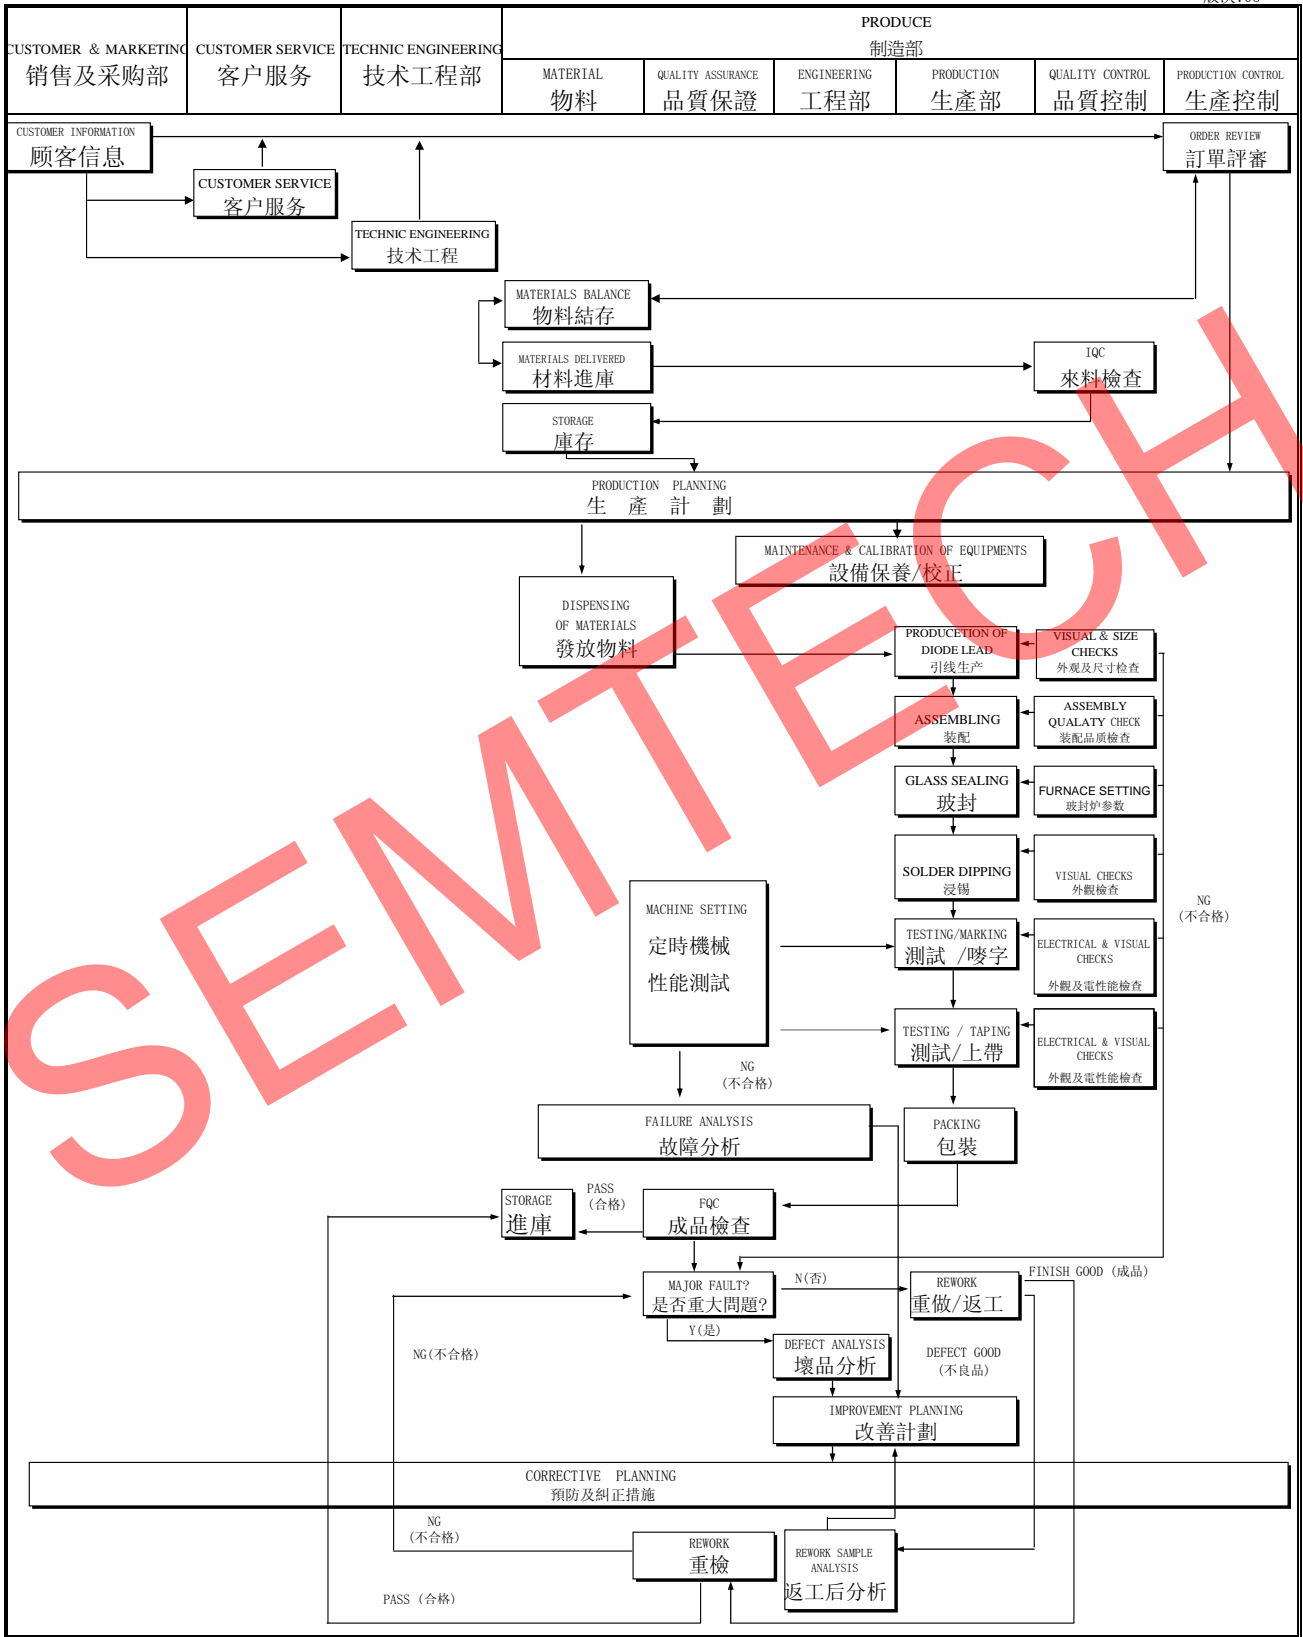 PRODUCE
制造部
CUSTOMER & MARKETING
销售及采购部
CUSTOMER SERVICE
客户服务
TECHNIC ENGINEERING
技术工程部
MATERIAL
物料
QUALITY ASSURANCE
品質保證
ENGINEERING
工程部
PRODUCTION
生產部
QUALITY CONTROL
品質控制
PRODUCTION CONTROL
生產控制
CUSTOMER INFORMATION
顾客信息
ORDER REVIEW
訂單評審
CUSTOMER SERVICE
客户服务
TECHNIC ENGINEERING
技术工程
MATERIALS BALANCE
物料結存
MATERIALS DELIVERED
材料進庫
IQC
來料檢查
STORAGE
庫存
PRODUCTION PLANNING
生 產 計 劃
MAINTENANCE & CALIBRATION OF EQUIPMENTS
設備保養/校正
DISPENSING
OF MATERIALS
發放物料
PRODUCETION OF
DIODE LEAD
引线生产
VISUAL & SIZE
CHECKS
外观及尺寸检查
ASSEMBLING
装配
ASSEMBLY
QUALATY CHECK
装配品质檢查
GLASS SEALING
玻封
FURNACE SETTING
玻封炉参数
SOLDER DIPPING
浸锡
VISUAL CHECKS
外觀檢查
NG
(不合格)
MACHINE SETTING
定時機械
性能測試
TESTING/MARKING
測試 /嘜字
ELECTRICAL & VISUAL
CHECKS
外觀及電性能檢查
TESTING / TAPING
測試/上帶
ELECTRICAL & VISUAL
CHECKS
外觀及電性能檢查
NG
(不合格)
FAILURE ANALYSIS
故障分析
PACKING
包裝
STORAGE
進庫
PASS
(合格)
FQC
成品檢查
MAJOR FAULT?
是否重大問題?
N(否)
REWORK
重做/返工
FINISH GOOD (成品)
Y(是)
DEFECT ANALYSIS
壞品分析
DEFECT GOOD
(不良品)
NG(不合格)
IMPROVEMENT PLANNING
改善計劃
CORRECTIVE PLANNING
預防及糾正措施
NG
(不合格)
REWORK
重檢
REWORK SAMPLE
ANALYSIS
返工后分析
PASS (合格)
SEMTECH